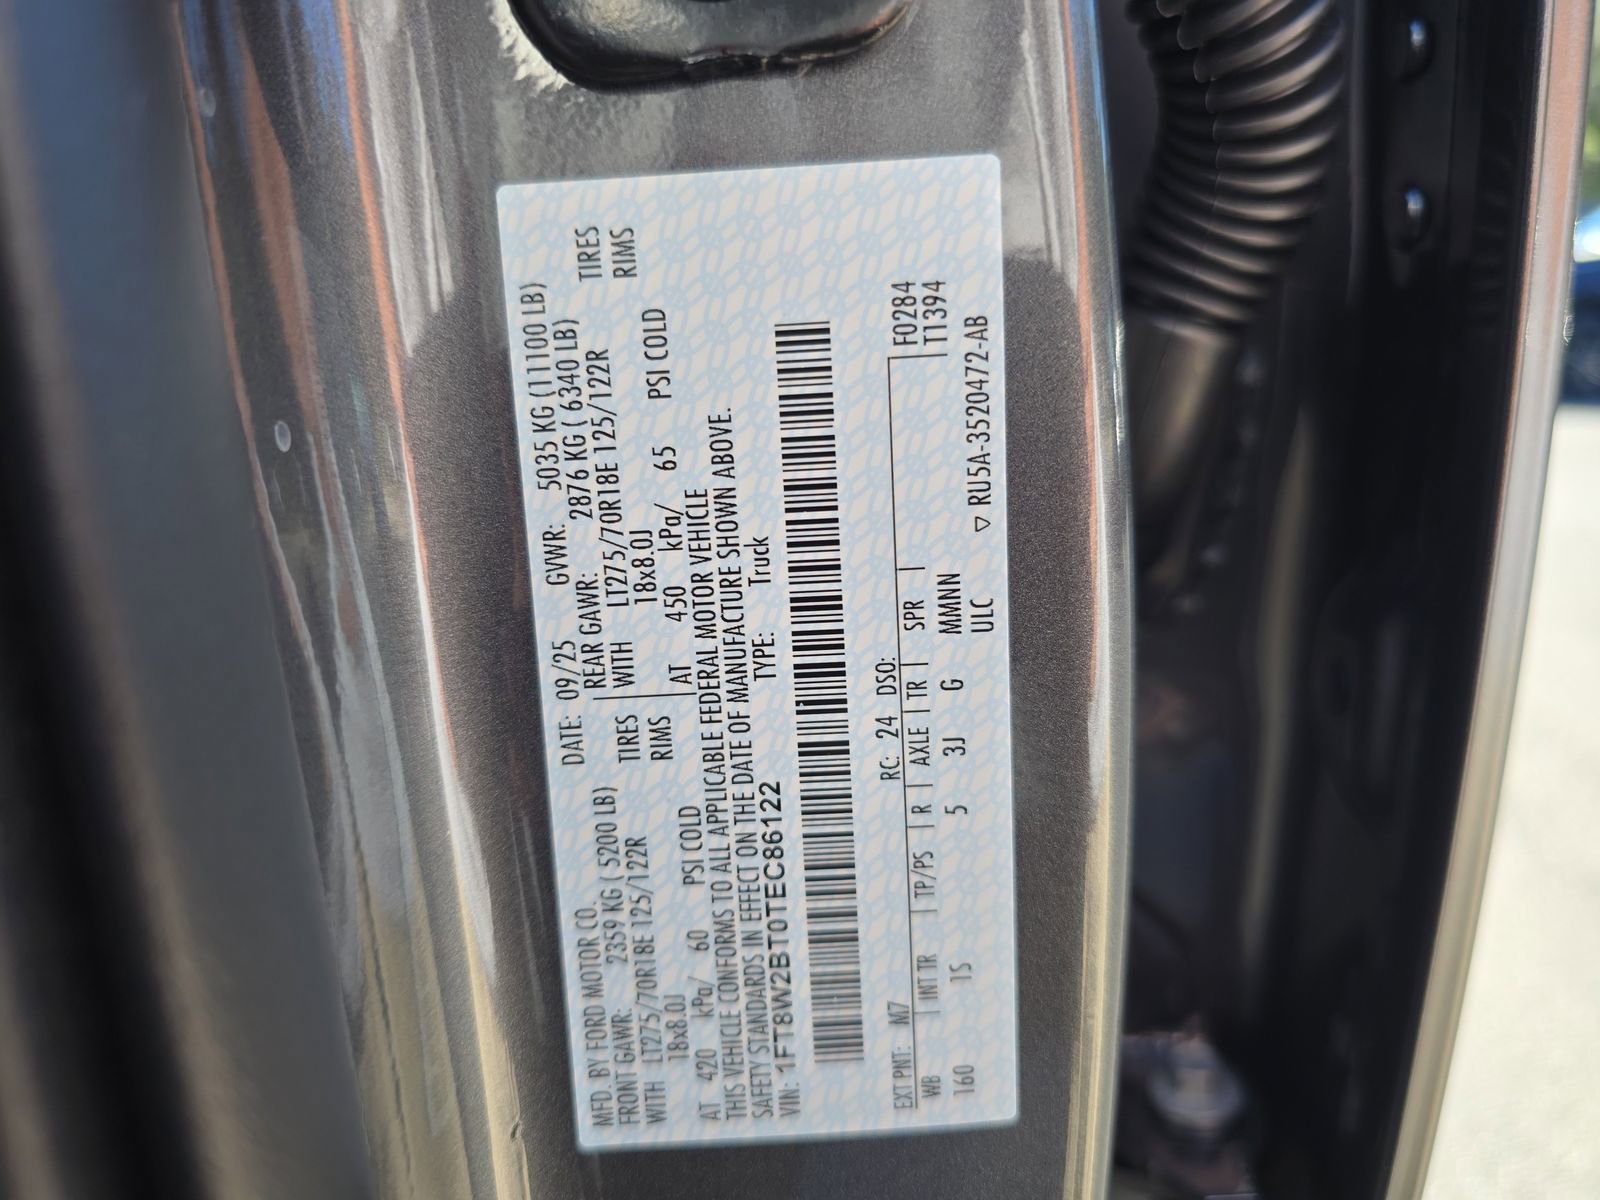 MFD. BY FORD MOTOR CO.
DATE: 09/25 GVWR: 5035 KG (11100 LB)
FRONT GAWR: 2359 KG ( 5200 LB) REAR GAWR: 2876 KG ( 6340 LB)
WITH LT275/70R18E 125/122R TIRES WITH LT275/70R18E 125/122R TIRES
18x8.0J RIMS 18x8.0J RIMS
AT 420 kPa/ 60 PSI COLD AT 450 kPa/ 65 PSI COLD
THIS VEHICLE CONFORMS TO ALL APPLICABLE FEDERAL MOTOR VEHICLE
SAFETY STANDARDS IN EFFECT ON THE DATE OF MANUFACTURE SHOWN ABOVE.
VIN: 1FT8W2BT0TEC86122 TYPE: Truck
EXT PNT: M7 RC: 24 DSO: F0284
WB INT TR TP/PS R AXLE TR SPR T1394
160 1S 5 3J G MMNN
ULC ▽ RU5A-3520472-AB